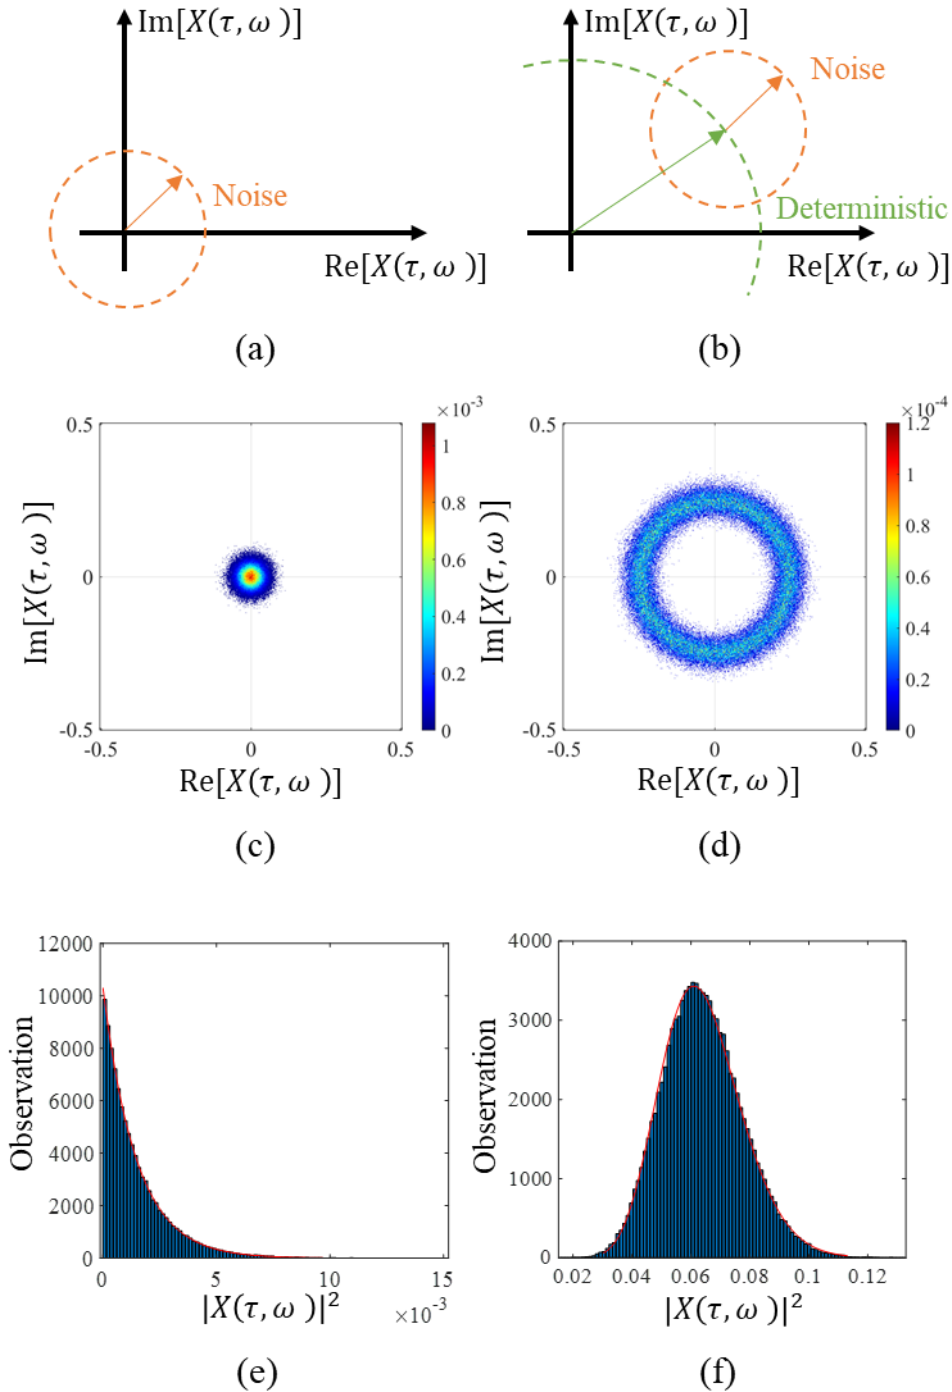 Im[X(τ, ω )]
Noise
Re[X(τ, ω )]
(a)
Im[X(τ, ω )]
Noise
Deterministic
Re[X(τ, ω )]
(b)
×10-3
0.5
1
0.8
0.6
0
0.4
0.2
-0.5
0
-0.5
0
0.5
Im[X(τ, ω )]
Re[X(τ, ω )]
(c)
×10-4
0.5
1.2
1
0.8
0.6
0
0.4
0.2
-0.5
0
-0.5
0
0.5
Im[X(τ, ω )]
Re[X(τ, ω )]
(d)
12000
10000
8000
6000
4000
2000
0
Observation
0
5
10
15
|X(τ, ω )|2
×10-3
(e)
4000
3000
2000
1000
0
Observation
0.02
0.04
0.06
0.08
0.1
0.12
|X(τ, ω )|2
(f)